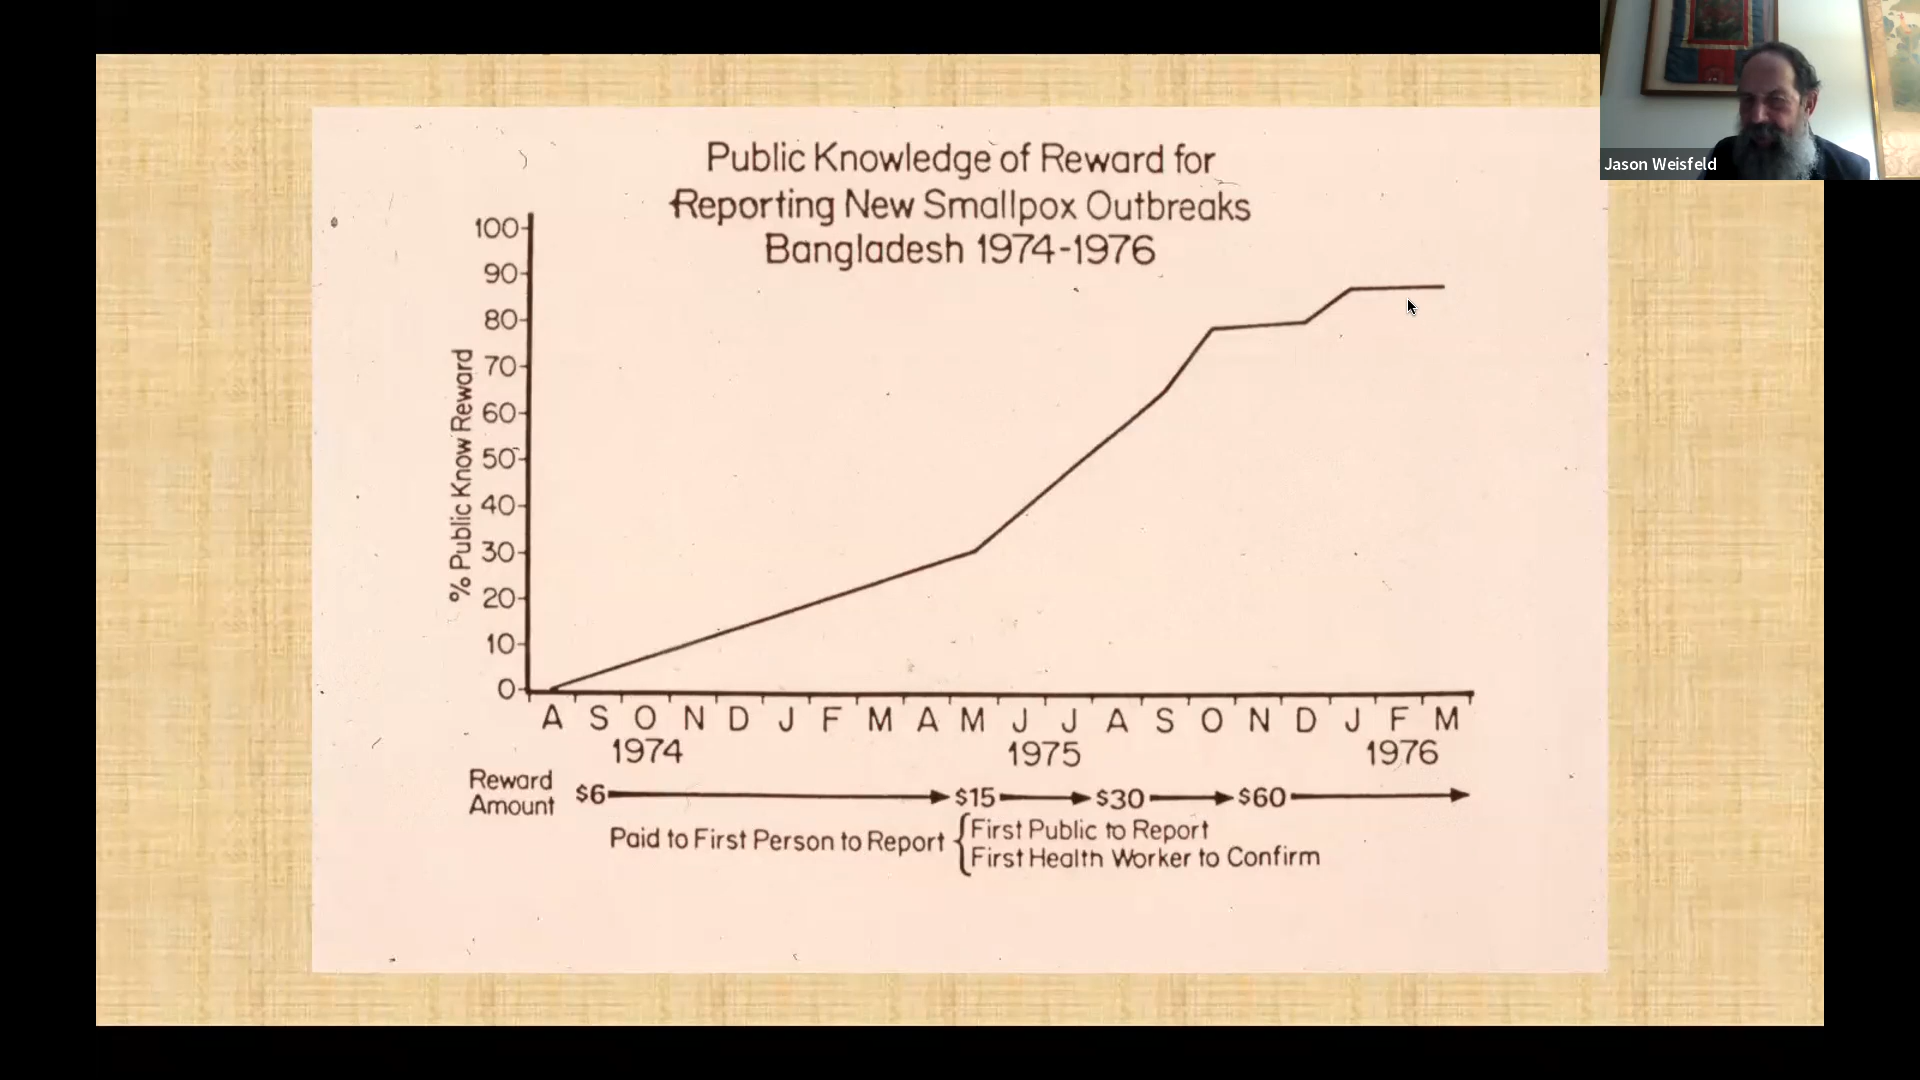 Jason Weisfeld
Public Knowledge of Reward for
Reporting New Smallpox Outbreaks
Bangladesh 1974-1976
% Public Know Reward
100
90
80
70
60
50
40
30
20
10
0
A S O N D J F M A M J J A S O N D J F M
1974 1975 1976
Reward
Amount
$6 $15 $30 $60
Paid to First Person to Report
First Public to Report
First Health Worker to Confirm